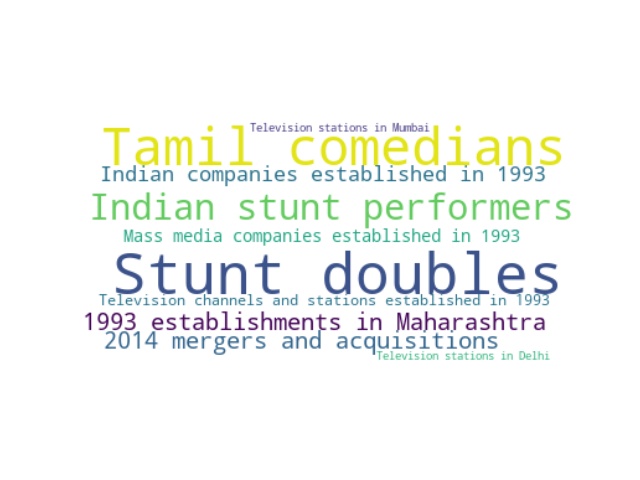 Television stations in Mumbai
Tamil comedians
Indian companies established in 1993
Indian stunt performers
Mass media companies established in 1993
Stunt doubles
Television channels and stations established in 1993
1993 establishments in Maharashtra
2014 mergers and acquisitions
Television stations in Delhi